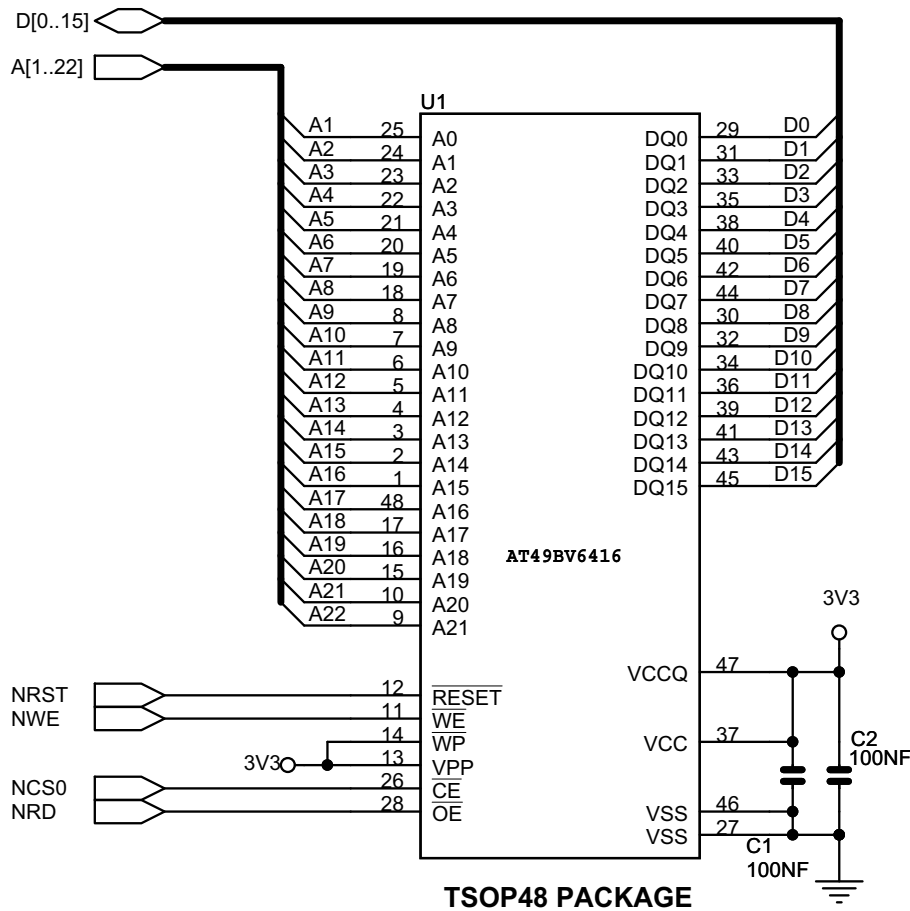 D[0..15]
A[1..22]
U1
A1 25 A0 DQ0 29 D0
A2 24 A1 DQ1 31 D1
A3 23 A2 DQ2 33 D2
A4 22 A3 DQ3 35 D3
A5 21 A4 DQ4 38 D4
A6 20 A5 DQ5 40 D5
A7 19 A6 DQ6 42 D6
A8 18 A7 DQ7 44 D7
A9 8 A8 DQ8 30 D8
A10 7 A9 DQ9 32 D9
A11 6 A10 DQ10 34 D10
A12 5 A11 DQ11 36 D11
A13 4 A12 DQ12 39 D12
A14 3 A13 DQ13 41 D13
A15 2 A14 DQ14 43 D14
A16 1 A15 DQ15 45 D15
A17 48 A16
A18 17 A17
A19 16 A18
A20 15 A19
A21 10 A20
A22 9 A21
AT49BV6416
3V3
VCCQ 47
NRST 12 RESET
NWE 11 WE
14 WP
VCC 37
C2
100NF
3V3 13 VPP
NCS0 26 CE
NRD 28 OE
VSS 46
VSS 27
C1
100NF
TSOP48 PACKAGE